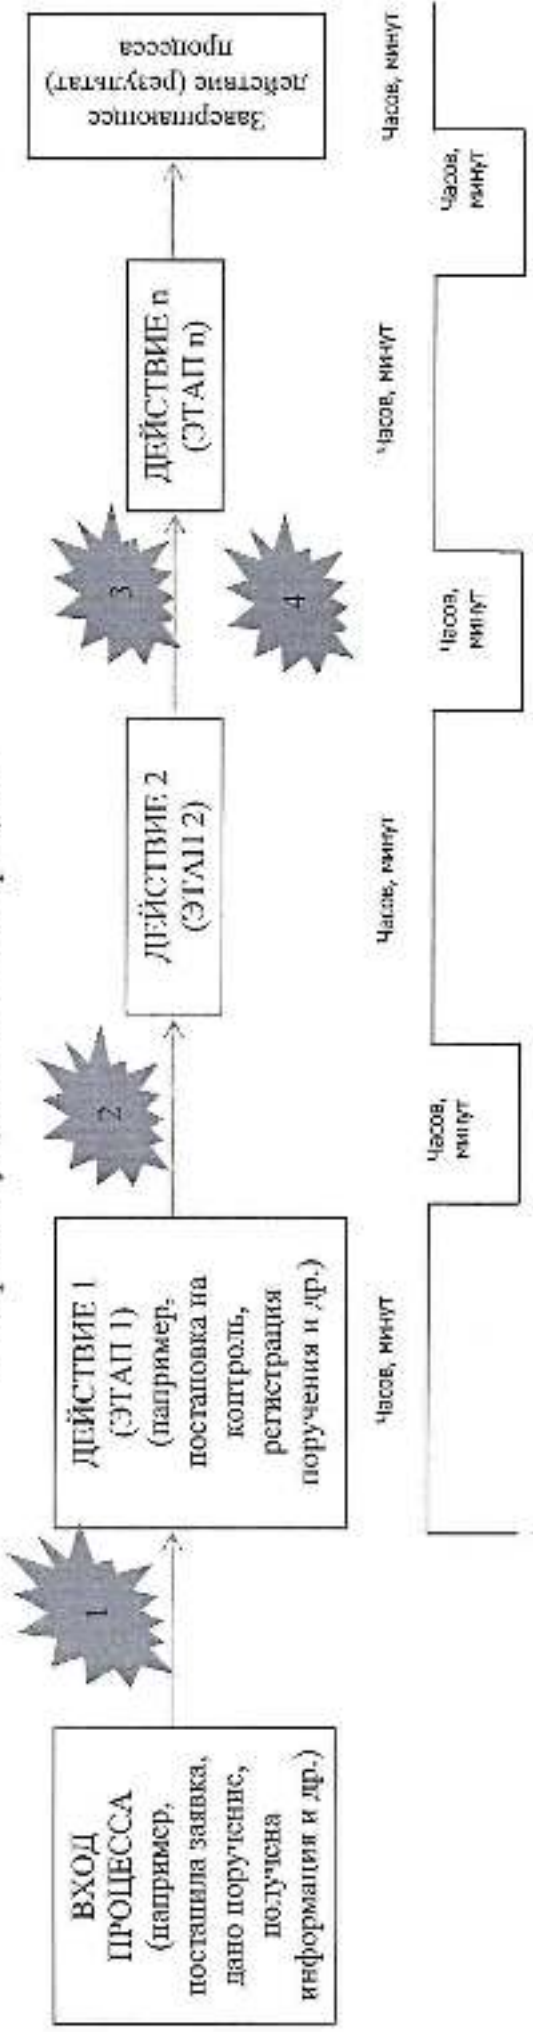 ВХОД
ПРОЦЕССА
(например,
поступила заявка,
дано поручение,
получена
информация и др.)
1
ДЕЙСТВИЕ 1
(ЭТАП 1)
(например,
постановка на
контроль,
регистрация
поручения и др.)
2
ДЕЙСТВИЕ 2
(ЭТАП 2)
3
4
ДЕЙСТВИЕ n
(ЭТАП n)
Завершающее
действие (результат)
процесса
Часов, минут
Часов,
минут
Часов, минут
Часов,
минут
Часов, минут
Часов,
минут
Часов, минут